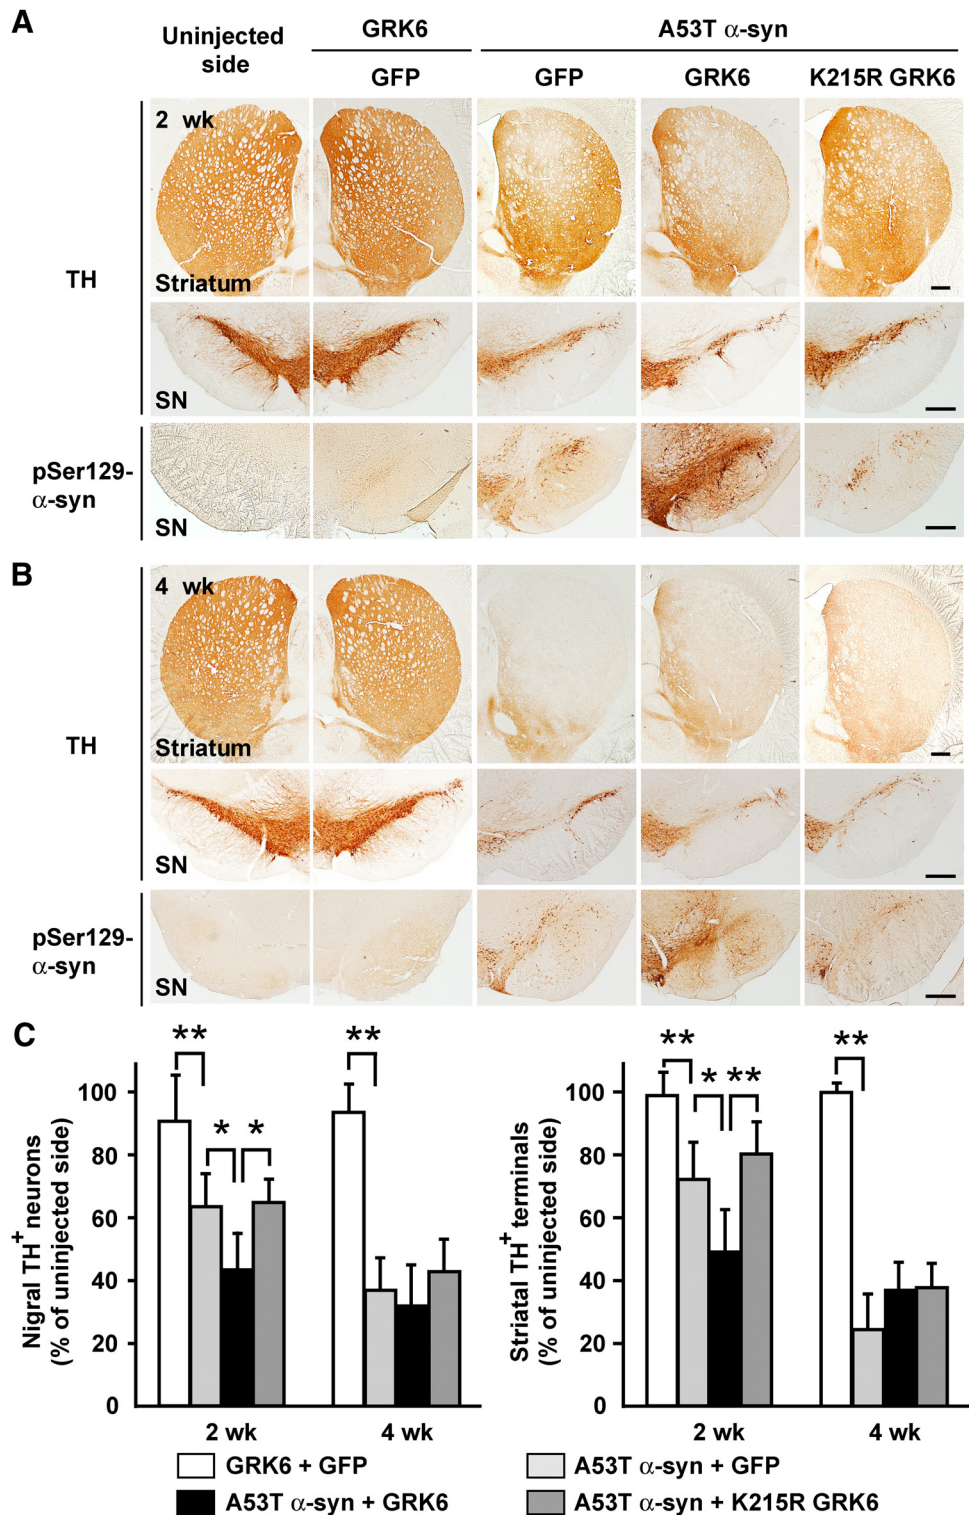 A
Uninjected
side
GRK6
A53T α-syn
GFP
GFP
GRK6
K215R GRK6
2 wk
Striatum
TH
SN
pSer129-
α-syn
SN
B
4 wk
Striatum
TH
SN
pSer129-
α-syn
SN
C
Nigral TH+ neurons
(% of uninjected side)
100
80
60
40
20
0
** * * **
2 wk
4 wk
Striatal TH+ terminals
(% of uninjected side)
100
80
60
40
20
0
** * ** **
2 wk
4 wk
GRK6 + GFP
A53T α-syn + GFP
A53T α-syn + GRK6
A53T α-syn + K215R GRK6